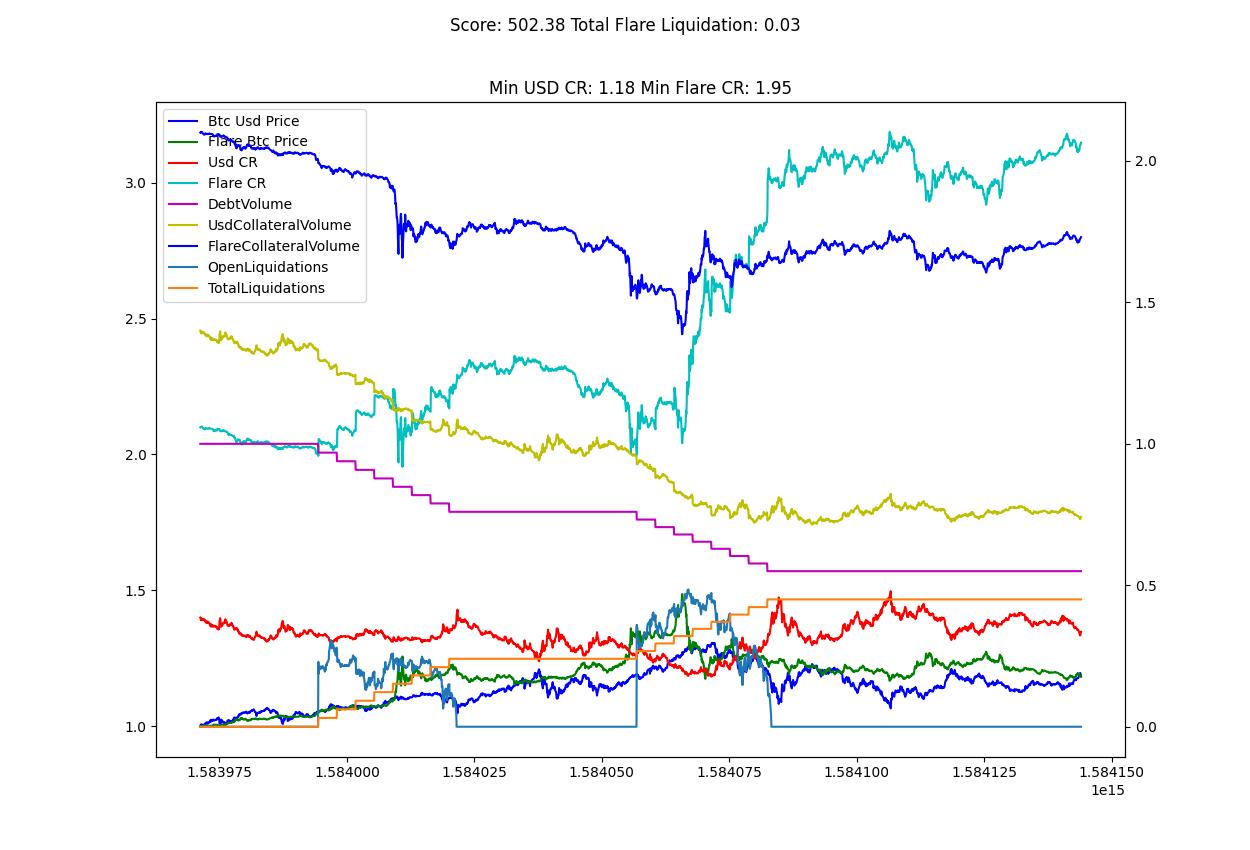 Score: 502.38 Total Flare Liquidation: 0.03
Min USD CR: 1.18 Min Flare CR: 1.95
Btc Usd Price
Flare Btc Price
Usd CR
Flare CR
DebtVolume
UsdCollateralVolume
FlareCollateralVolume
OpenLiquidations
TotalLiquidations
3.0
2.5
2.0
1.5
1.0
2.0
1.5
1.0
0.5
0.0
1.583975
1.584000
1.584025
1.584050
1.584075
1.584100
1.584125
1.584150
1e15